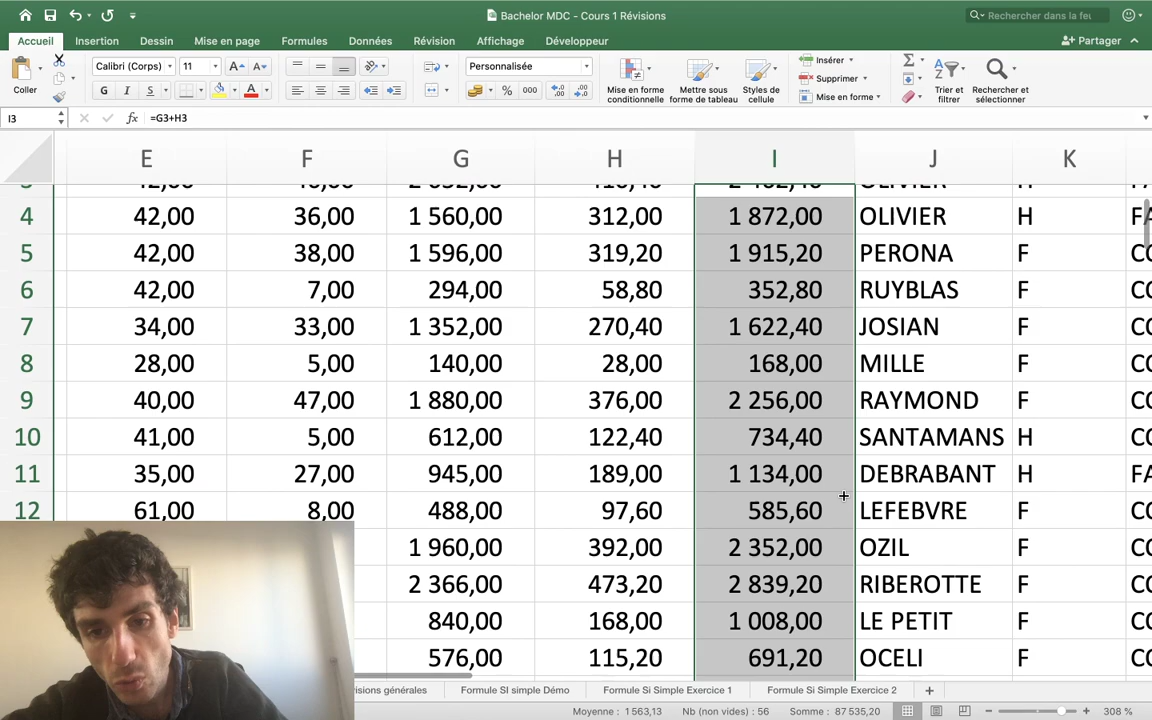 Bachelor MDC - Cours 1 Révisions
Rechercher dans la feu
Accueil Insertion Dessin Mise en page Formules Données Révision Affichage Développeur
Partager
Coller
Calibri (Corps) 11
G I S
Personnalisée
% 000
Mise en forme conditionnelle
Mettre sous forme de tableau
Styles de cellule
Insérer
Supprimer
Mise en forme
Trier et filtrer
Rechercher et sélectionner
I3 fx =G3+H3
E F G H I J K
4 42,00 36,00 1 560,00 312,00 1 872,00 OLIVIER H
5 42,00 38,00 1 596,00 319,20 1 915,20 PERONA F
6 42,00 7,00 294,00 58,80 352,80 RUYBLAS F
7 34,00 33,00 1 352,00 270,40 1 622,40 JOSIAN F
8 28,00 5,00 140,00 28,00 168,00 MILLE F
9 40,00 47,00 1 880,00 376,00 2 256,00 RAYMOND F
10 41,00 5,00 612,00 122,40 734,40 SANTAMANS H
11 35,00 27,00 945,00 189,00 1 134,00 DEBRABANT H
12 61,00 8,00 488,00 97,60 585,60 LEFEBVRE F
1 960,00 392,00 2 352,00 OZIL F
2 366,00 473,20 2 839,20 RIBEROTTE F
840,00 168,00 1 008,00 LE PETIT F
576,00 115,20 691,20 OCELI F
visions générales Formule SI simple Démo Formule Si Simple Exercice 1 Formule Si Simple Exercice 2
Moyenne : 1 563,13 Nb (non vides) : 56 Somme : 87 535,20 308 %